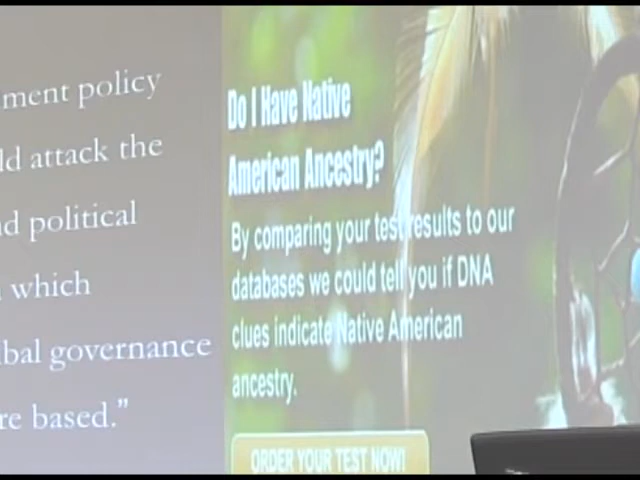 ment policy
ld attack the
d political
which
bal governance
re based.”
Do I Have Native
American Ancestry?
By comparing your test results to our
databases we could tell you if DNA
clues indicate Native American
ancestry.
ORDER YOUR TEST NOW!